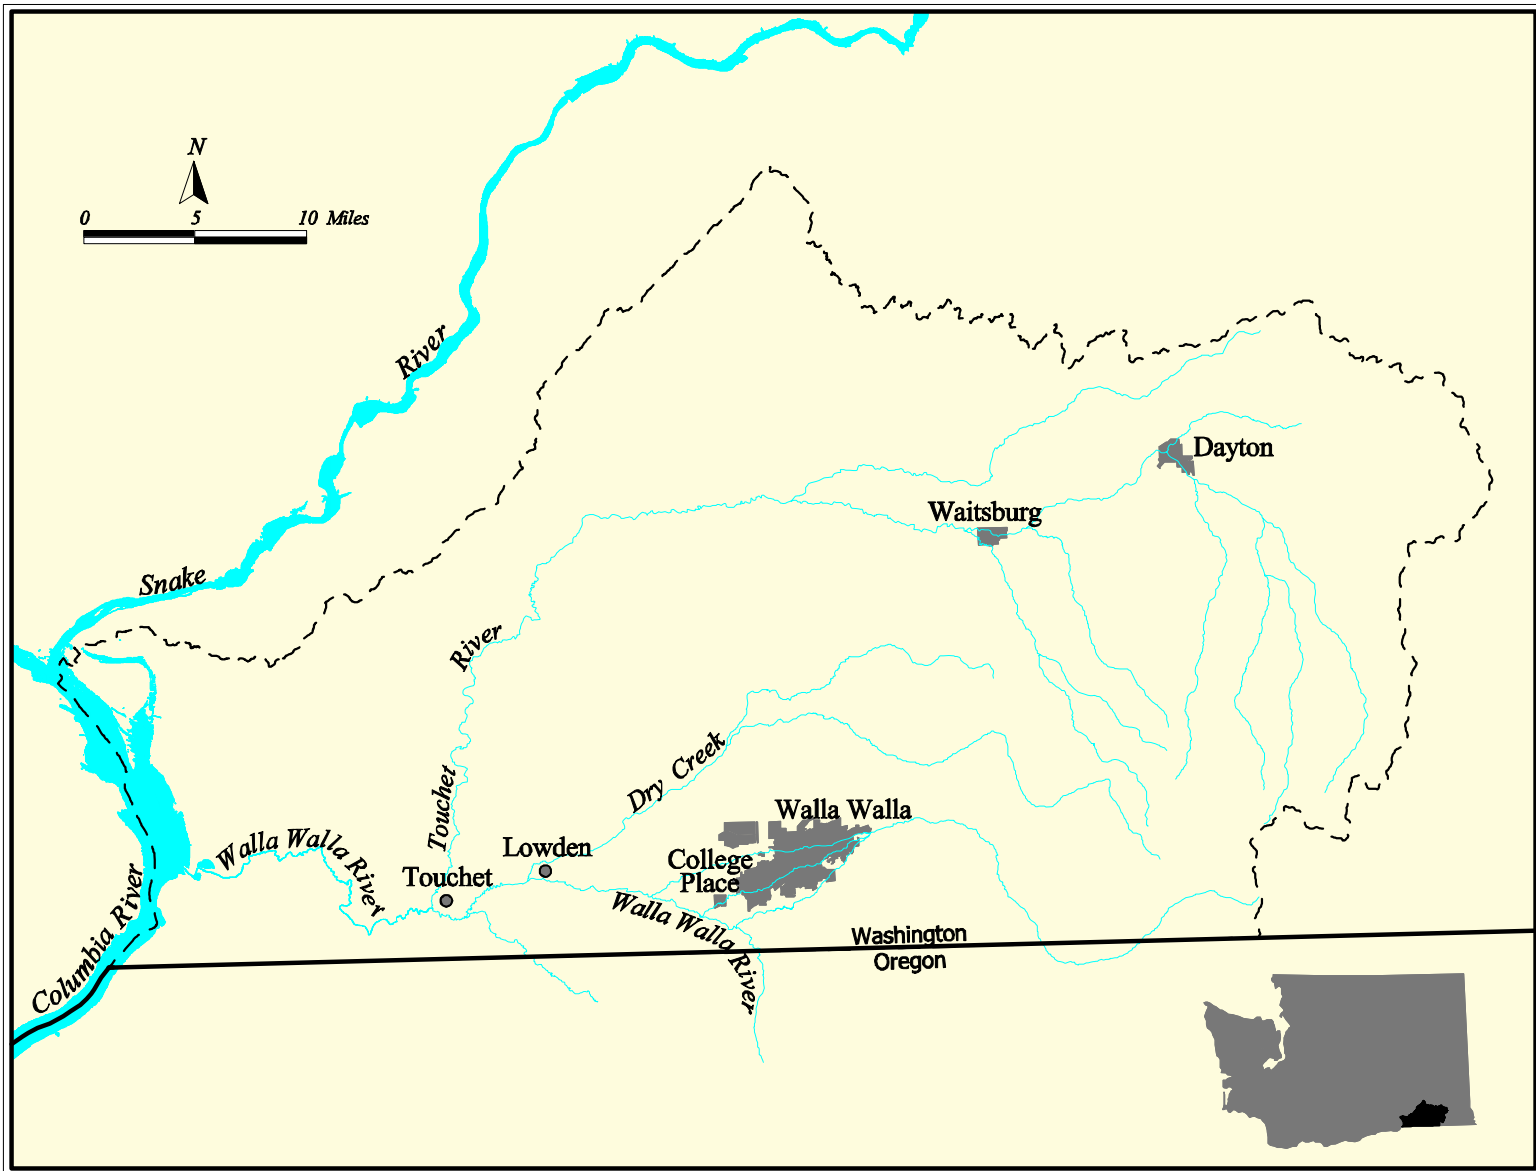 N
0 5 10 Miles
River
Snake
Dayton
Waitsburg
River
Touchet
Dry Creek
Walla Walla
Walla Walla River
Lowden
College
Place
Touchet
Walla Walla River
Columbia River
Washington
Oregon